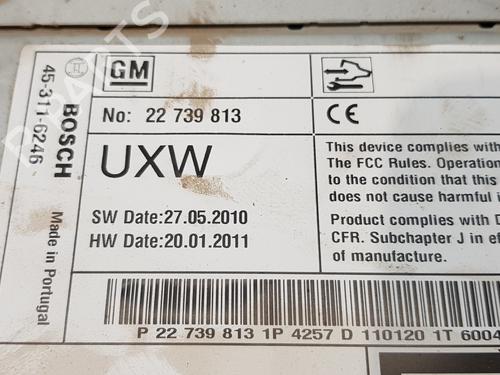 GM
No: 22 739 813
UXW
SW Date:27.05.2010
HW Date:20.01.2011
CE
This device complies with
The FCC Rules. Operation
to the condition that this
does not cause harmful i
Product complies with D
CFR. Subchapter J in ef
of manufacture.
P 22 739 813 1P 4257 D 110120 1T 6004
45-311-6246
BOSCH
Made in Portugal
PARTS